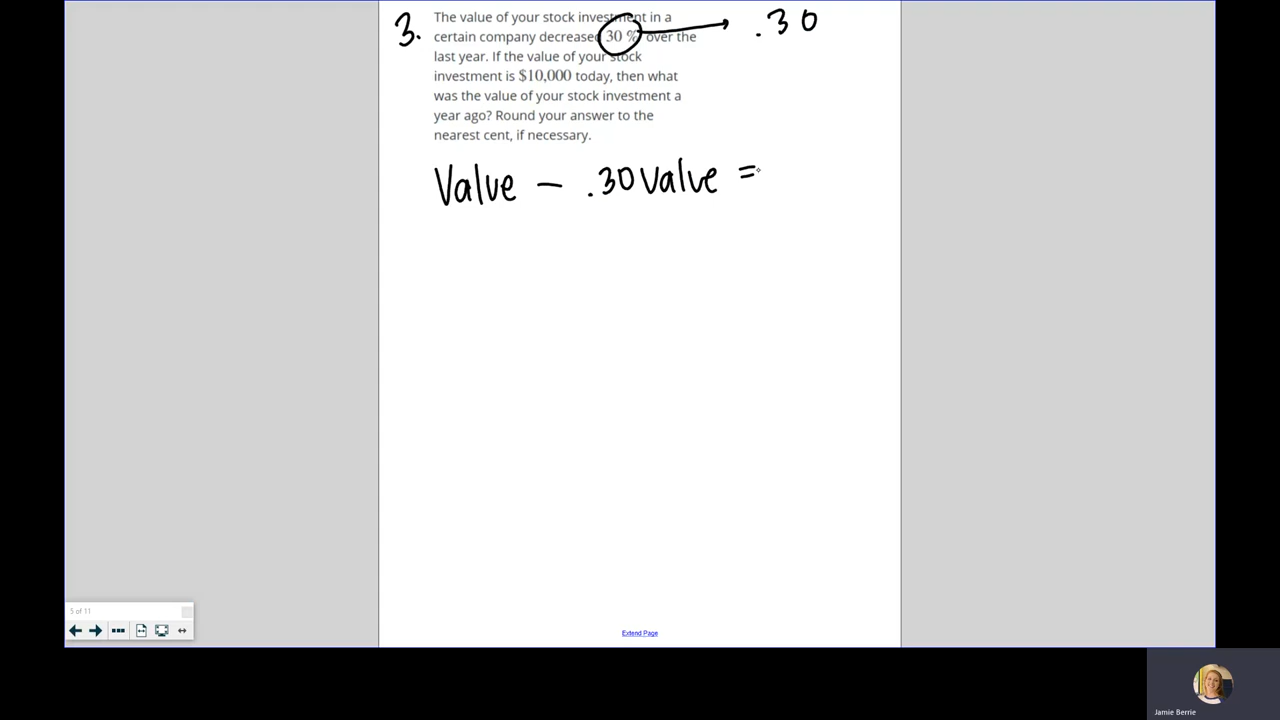 3. The value of your stock investment in a
certain company decreased 30 % over the
last year. If the value of your stock
investment is $10,000 today, then what
was the value of your stock investment a
year ago? Round your answer to the
nearest cent, if necessary.
.30
Value - .30 value =
5 of 11
Extend Page
Jamie Berrie